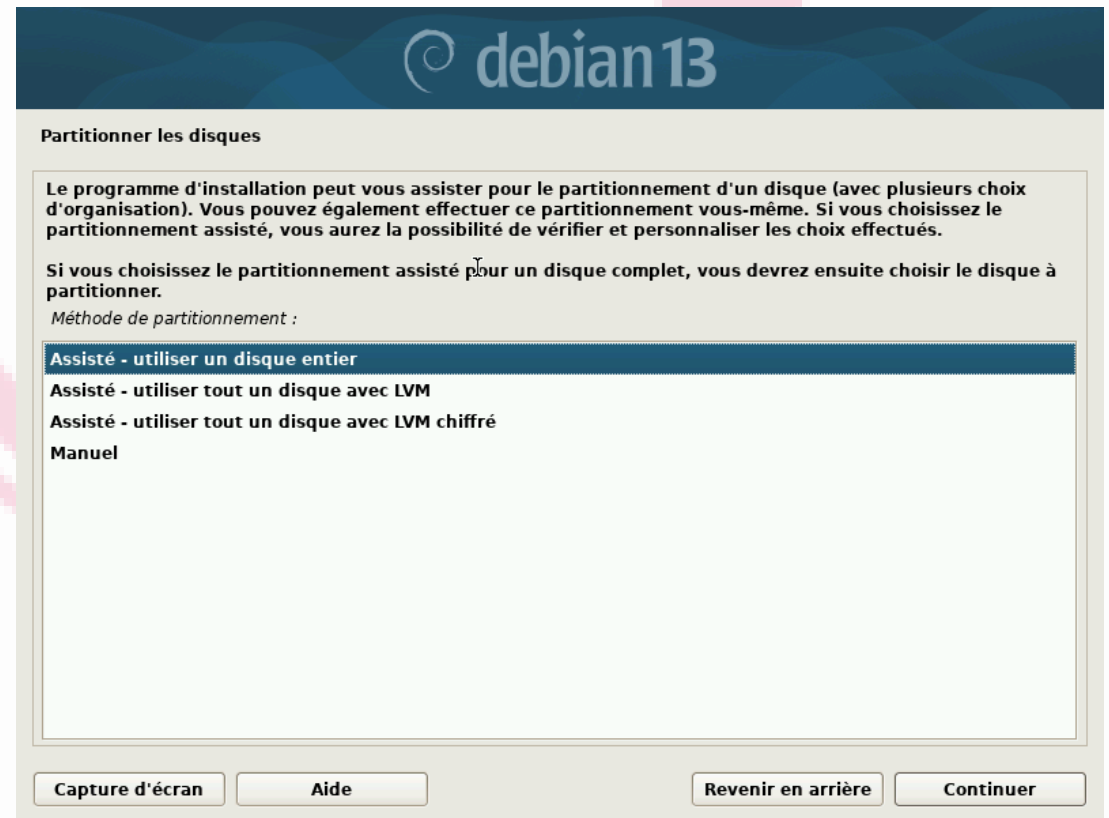 debian 13
Partitionner les disques
Le programme d'installation peut vous assister pour le partitionnement d'un disque (avec plusieurs choix
d'organisation). Vous pouvez également effectuer ce partitionnement vous-même. Si vous choisissez le
partitionnement assisté, vous aurez la possibilité de vérifier et personnaliser les choix effectués.
Si vous choisissez le partitionnement assisté pour un disque complet, vous devrez ensuite choisir le disque à
partitionner.
Méthode de partitionnement :
Assisté - utiliser un disque entier
Assisté - utiliser tout un disque avec LVM
Assisté - utiliser tout un disque avec LVM chiffré
Manuel
Capture d'écran Aide Revenir en arrière Continuer